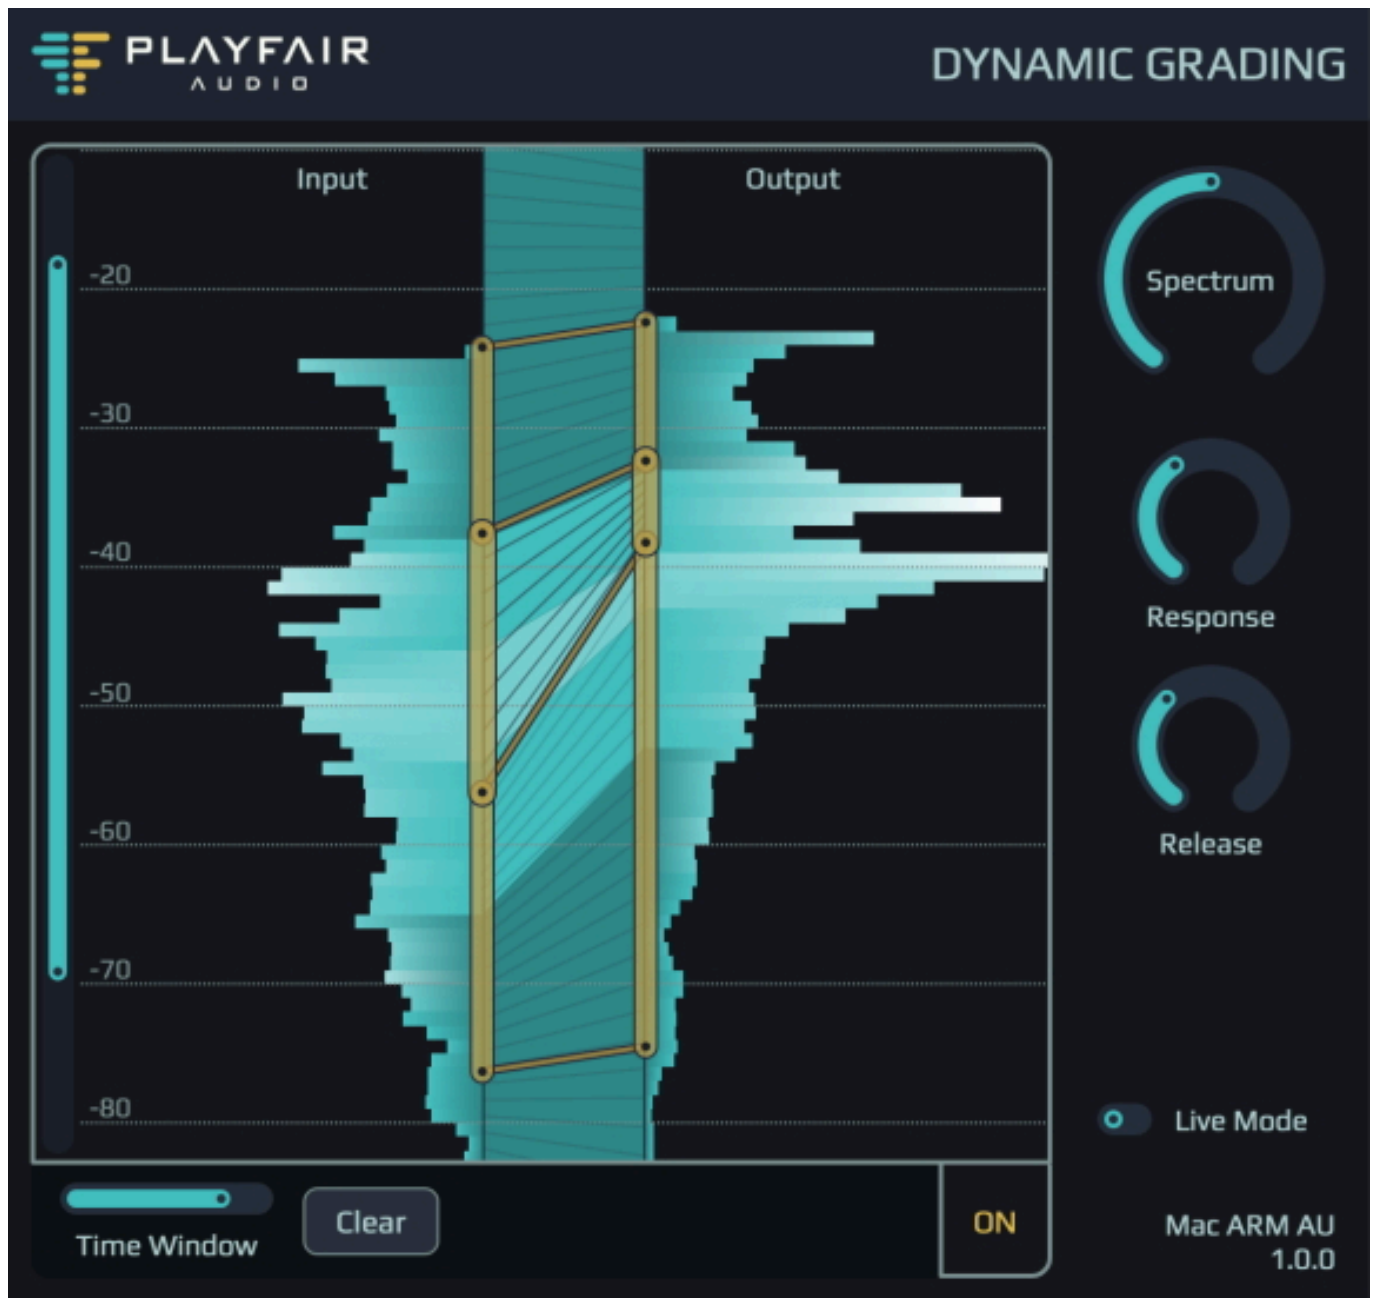 PLAYFAIR
AUDIO
DYNAMIC GRADING
Input
Output
-20
-30
-40
-50
-60
-70
-80
Spectrum
Response
Release
Live Mode
Time Window
Clear
ON
Mac ARM AU
1.0.0